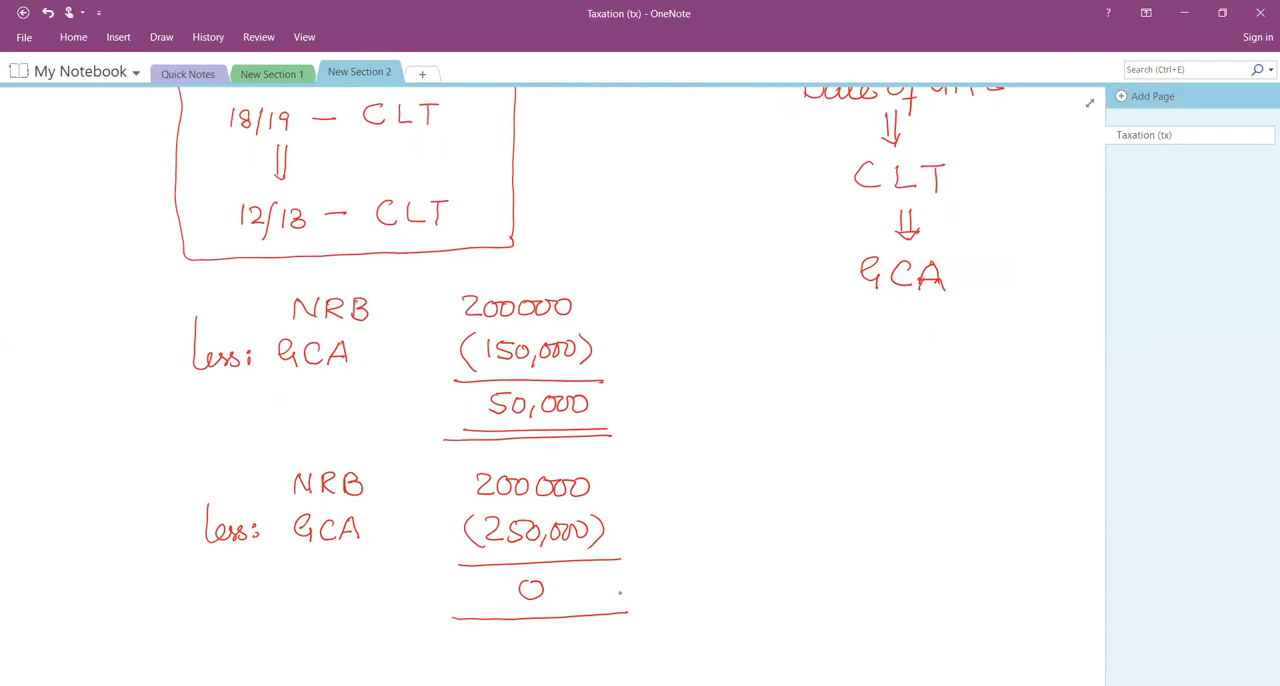 Taxation (tx) - OneNote
?
File Home Insert Draw History Review View
Sign in
My Notebook Quick Notes New Section 1 New Section 2 +
Search (Ctrl+E)
Add Page
Taxation (tx)
18/19 — CLT
12/13 — CLT
Date of
CLT
GCA
NRB 200000
less: GCA (150,000)
50,000
NRB 200000
less: GCA (250,000)
0